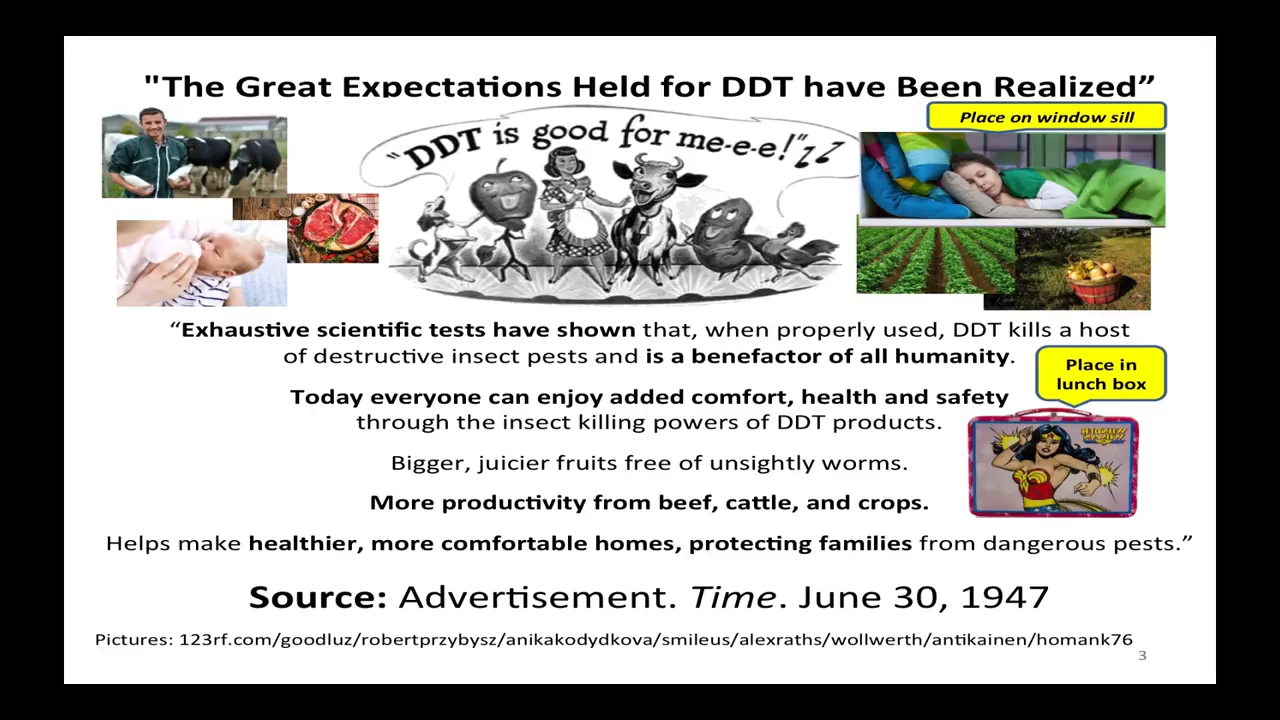 "The Great Expectations Held for DDT have Been Realized”
Place on window sill
“DDT is good for me-e-e!”
“Exhaustive scientific tests have shown that, when properly used, DDT kills a host
of destructive insect pests and is a benefactor of all humanity.
Place in
lunch box
Today everyone can enjoy added comfort, health and safety
through the insect killing powers of DDT products.
Bigger, juicier fruits free of unsightly worms.
More productivity from beef, cattle, and crops.
Helps make healthier, more comfortable homes, protecting families from dangerous pests.”
Source: Advertisement. Time. June 30, 1947
Pictures: 123rf.com/goodluz/robertprzybysz/anikakodydkova/smileus/alexraths/wollwerth/antikainen/homank76
3